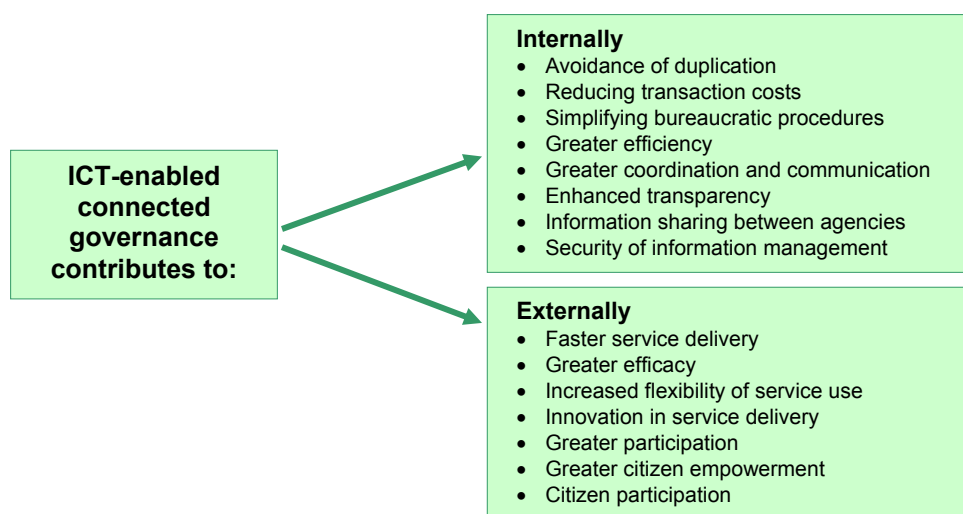 ICT-enabled
connected
governance
contributes to:
Internally
• Avoidance of duplication
• Reducing transaction costs
• Simplifying bureaucratic procedures
• Greater efficiency
• Greater coordination and communication
• Enhanced transparency
• Information sharing between agencies
• Security of information management
Externally
• Faster service delivery
• Greater efficacy
• Increased flexibility of service use
• Innovation in service delivery
• Greater participation
• Greater citizen empowerment
• Citizen participation